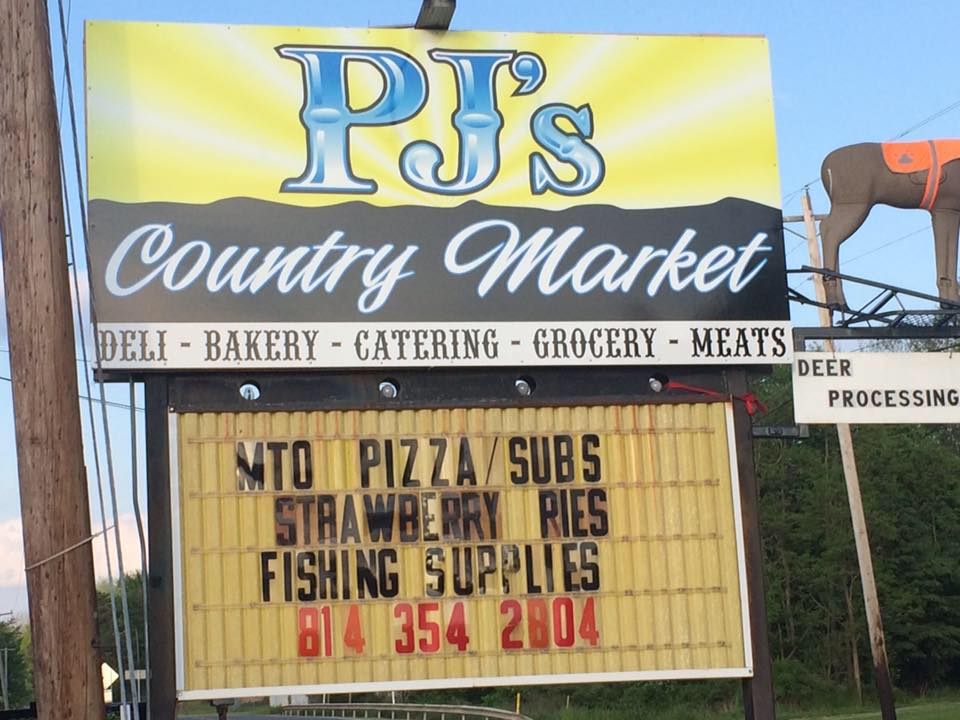 PJ's
Country Market
DELI - BAKERY - CATERING - GROCERY - MEATS
DEER
PROCESSING
MTO PIZZA/SUBS
STRAWBERRY RIES
FISHING SUPPLIES
814 354 2804